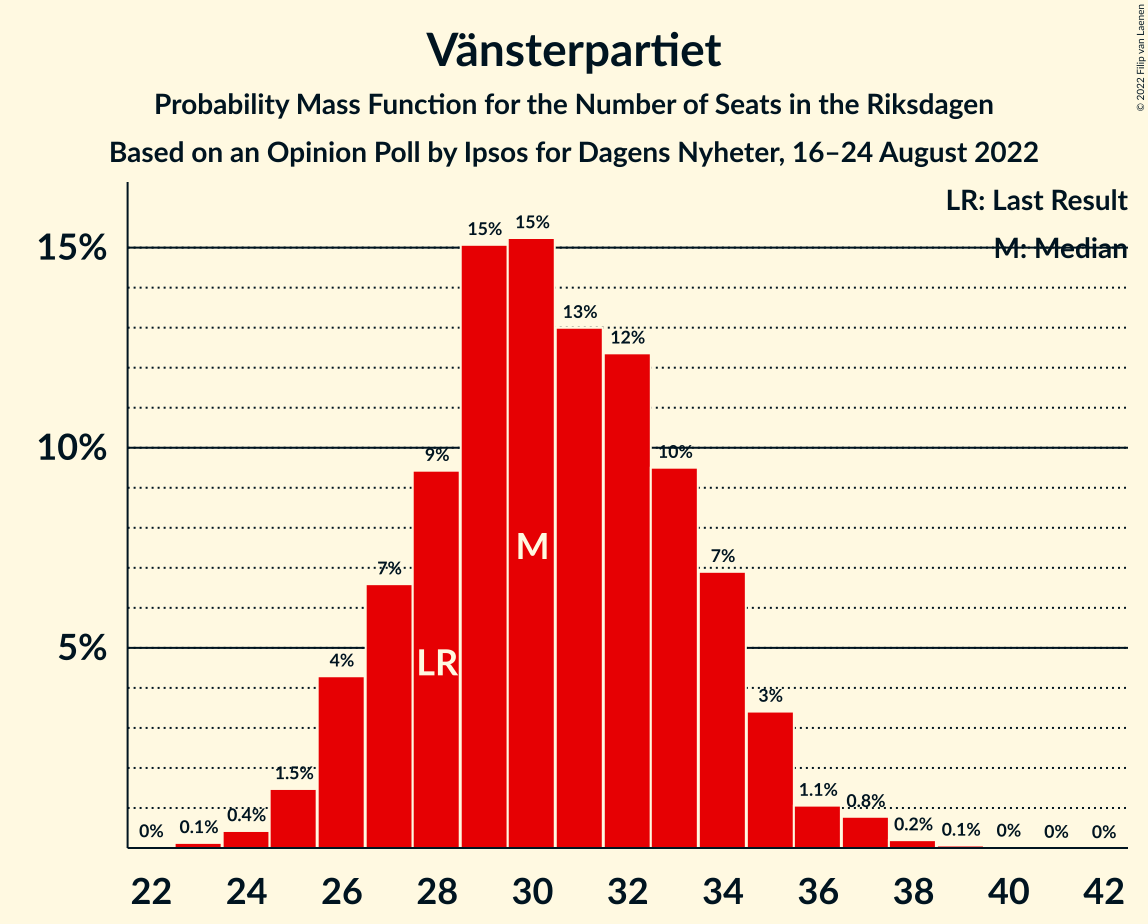 Vänsterpartiet
Probability Mass Function for the Number of Seats in the Riksdagen
Based on an Opinion Poll by Ipsos for Dagens Nyheter, 16–24 August 2022
© 2022 Filip van Laenen
LR: Last Result
M: Median
15%
10%
5%
0%
0.1%
0.4%
1.5%
4%
7%
9%
15%
15%
13%
12%
10%
7%
3%
1.1%
0.8%
0.2%
0.1%
0%
0%
0%
LR
M
22 24 26 28 30 32 34 36 38 40 42